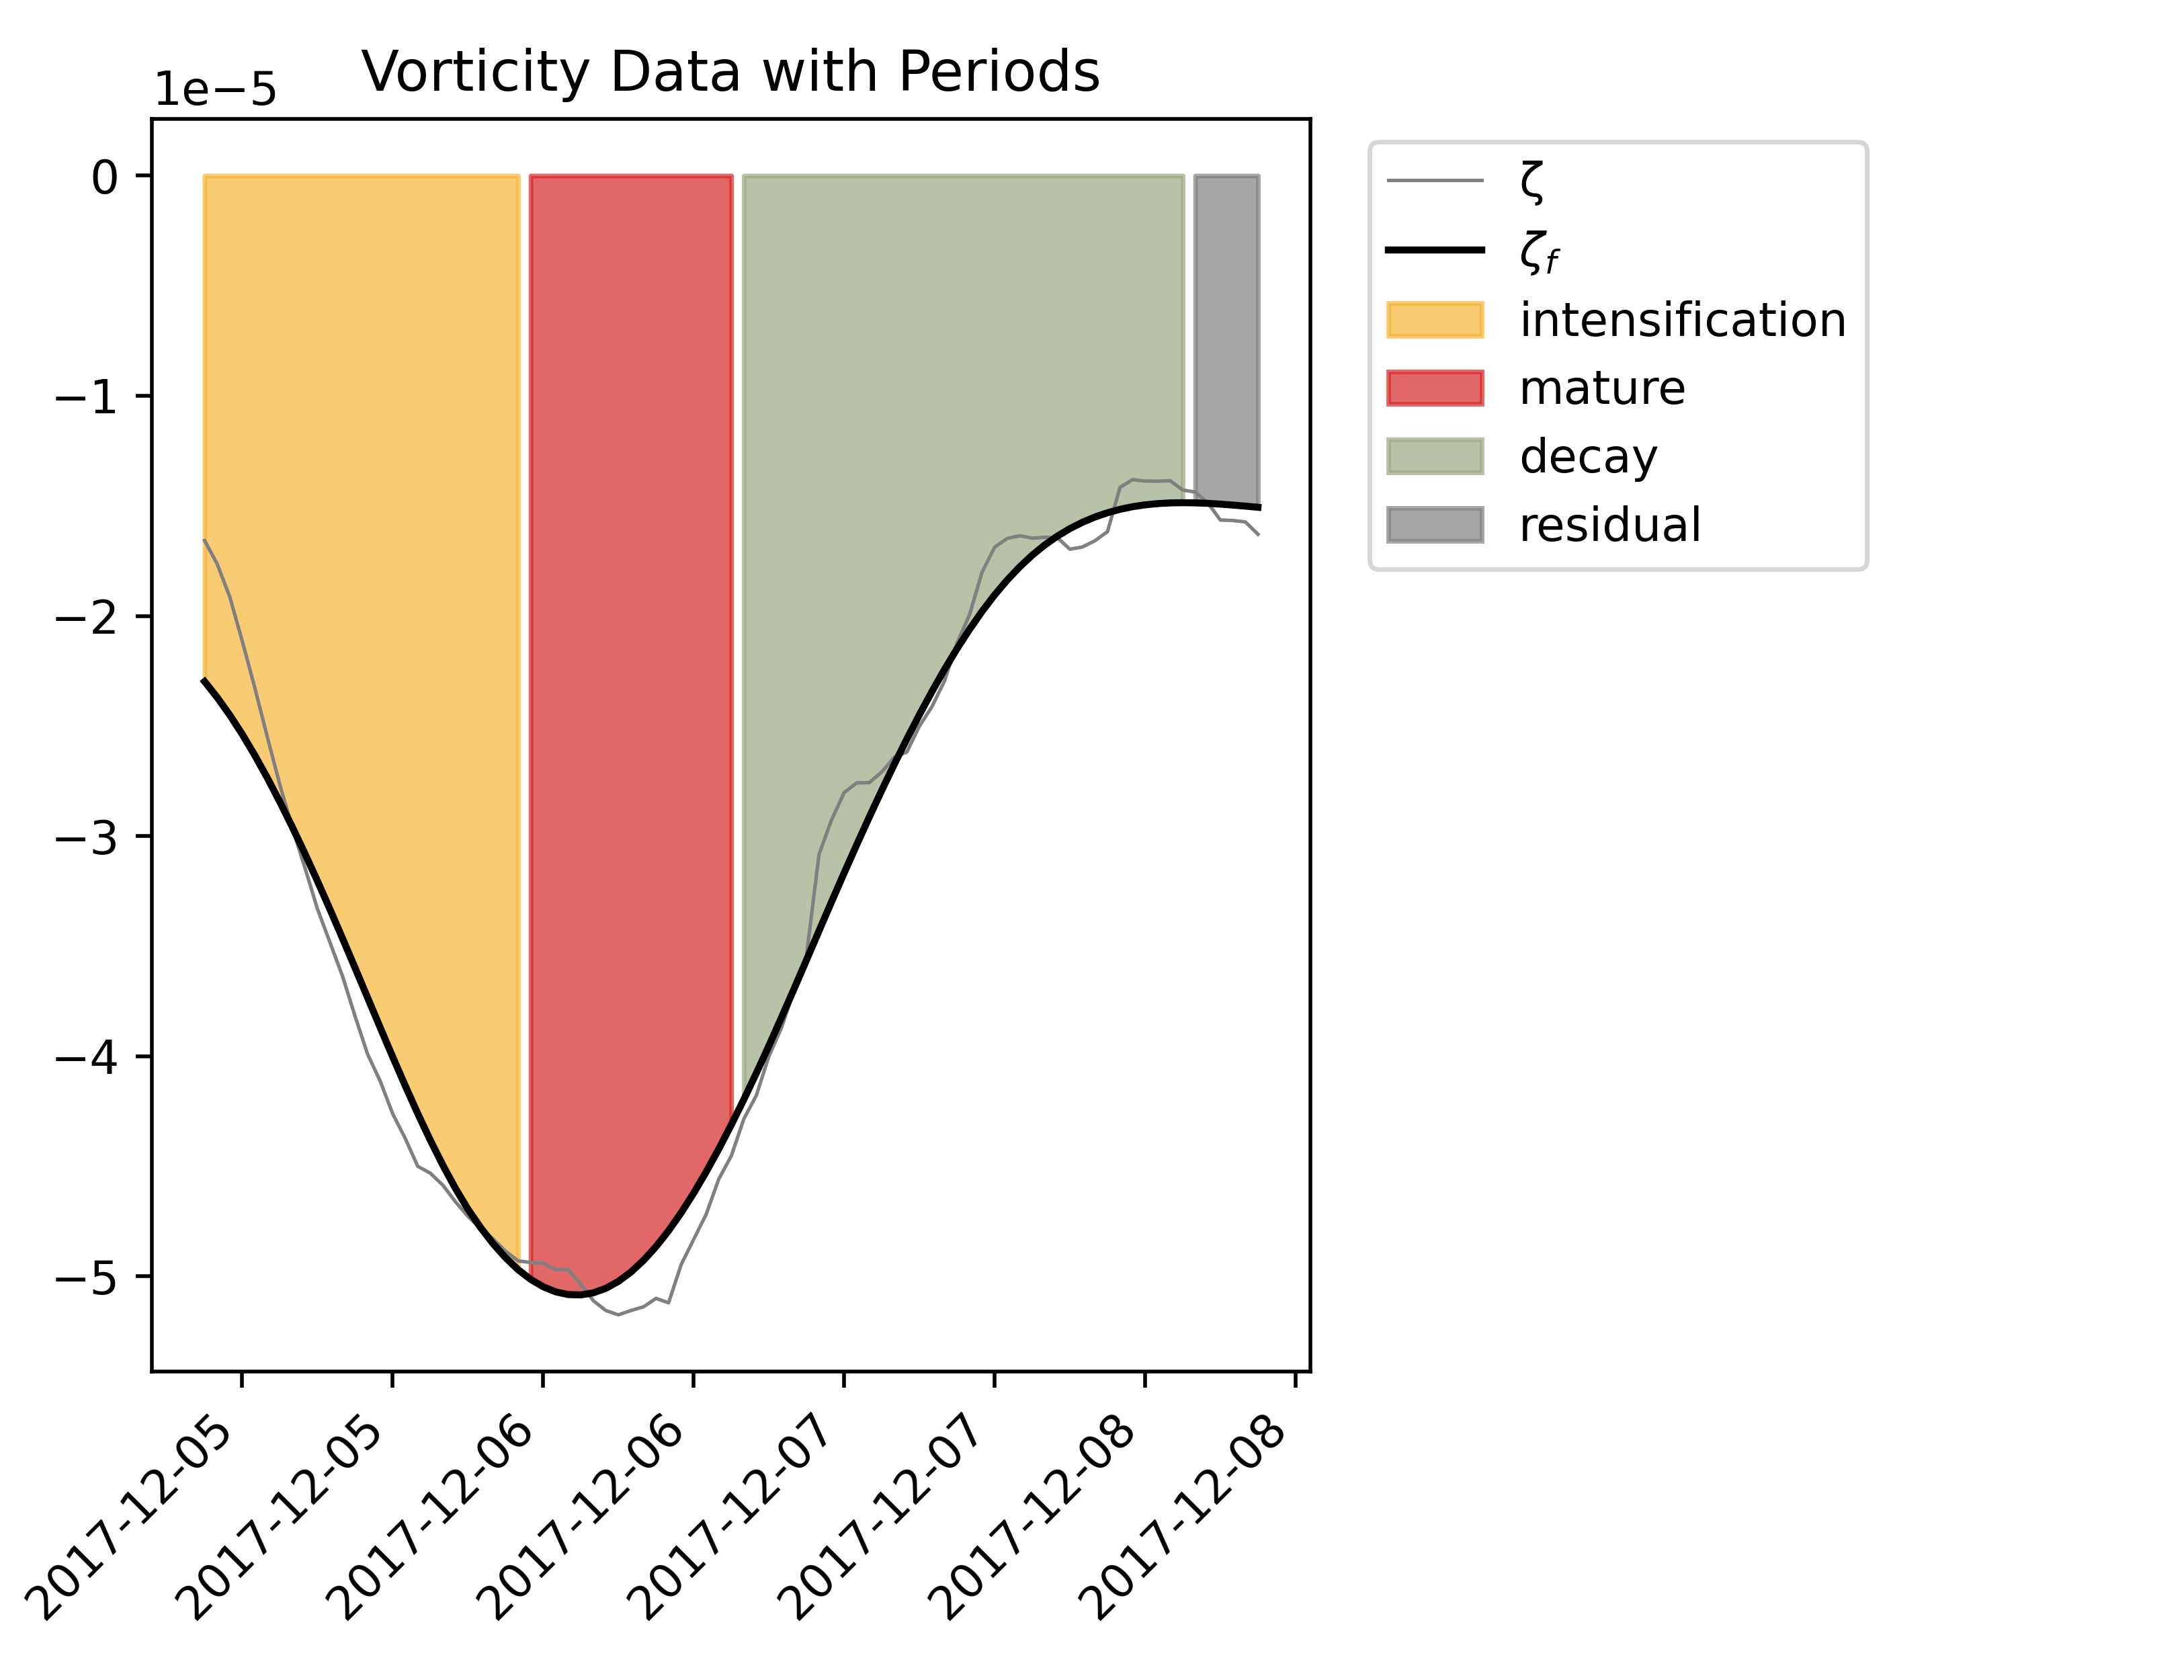 Vorticity Data with Periods
1e−5
0
−1
−2
−3
−4
−5
2017-12-05
2017-12-05
2017-12-06
2017-12-06
2017-12-07
2017-12-07
2017-12-08
2017-12-08
ζ
ζf
intensification
mature
decay
residual